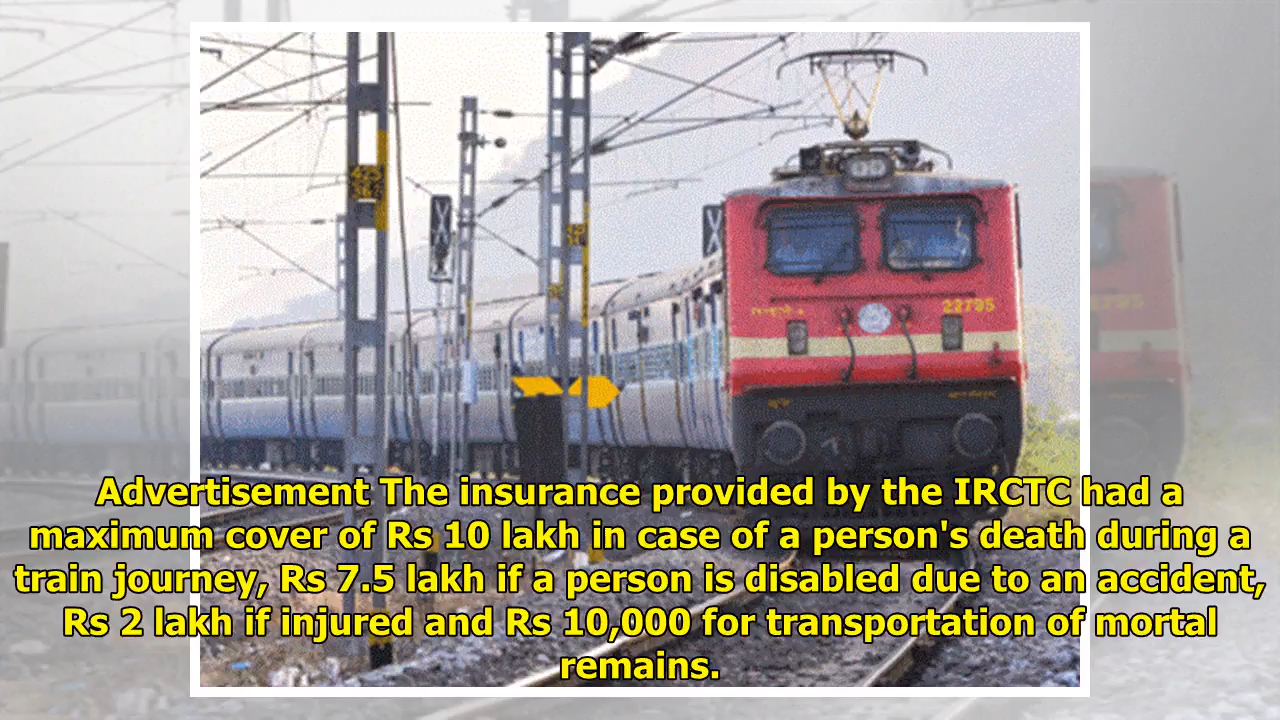 23795
Advertisement The insurance provided by the IRCTC had a
maximum cover of Rs 10 lakh in case of a person's death during a
train journey, Rs 7.5 lakh if a person is disabled due to an accident,
Rs 2 lakh if injured and Rs 10,000 for transportation of mortal
remains.